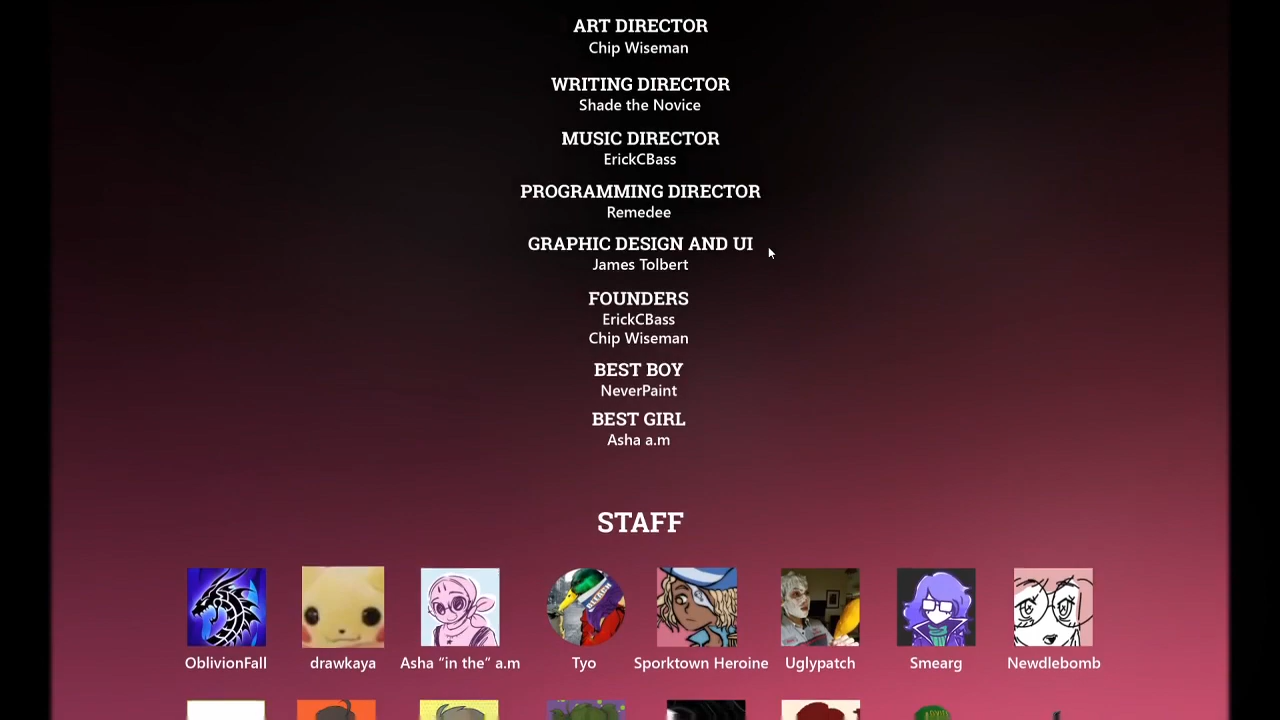 ART DIRECTOR
Chip Wiseman
WRITING DIRECTOR
Shade the Novice
MUSIC DIRECTOR
ErickCBass
PROGRAMMING DIRECTOR
Remedee
GRAPHIC DESIGN AND UI
James Tolbert
FOUNDERS
ErickCBass
Chip Wiseman
BEST BOY
NeverPaint
BEST GIRL
Asha a.m
STAFF
OblivionFall drawkaya Asha “in the” a.m Tyo Sporktown Heroine Uglypatch Smearg Newdlebomb